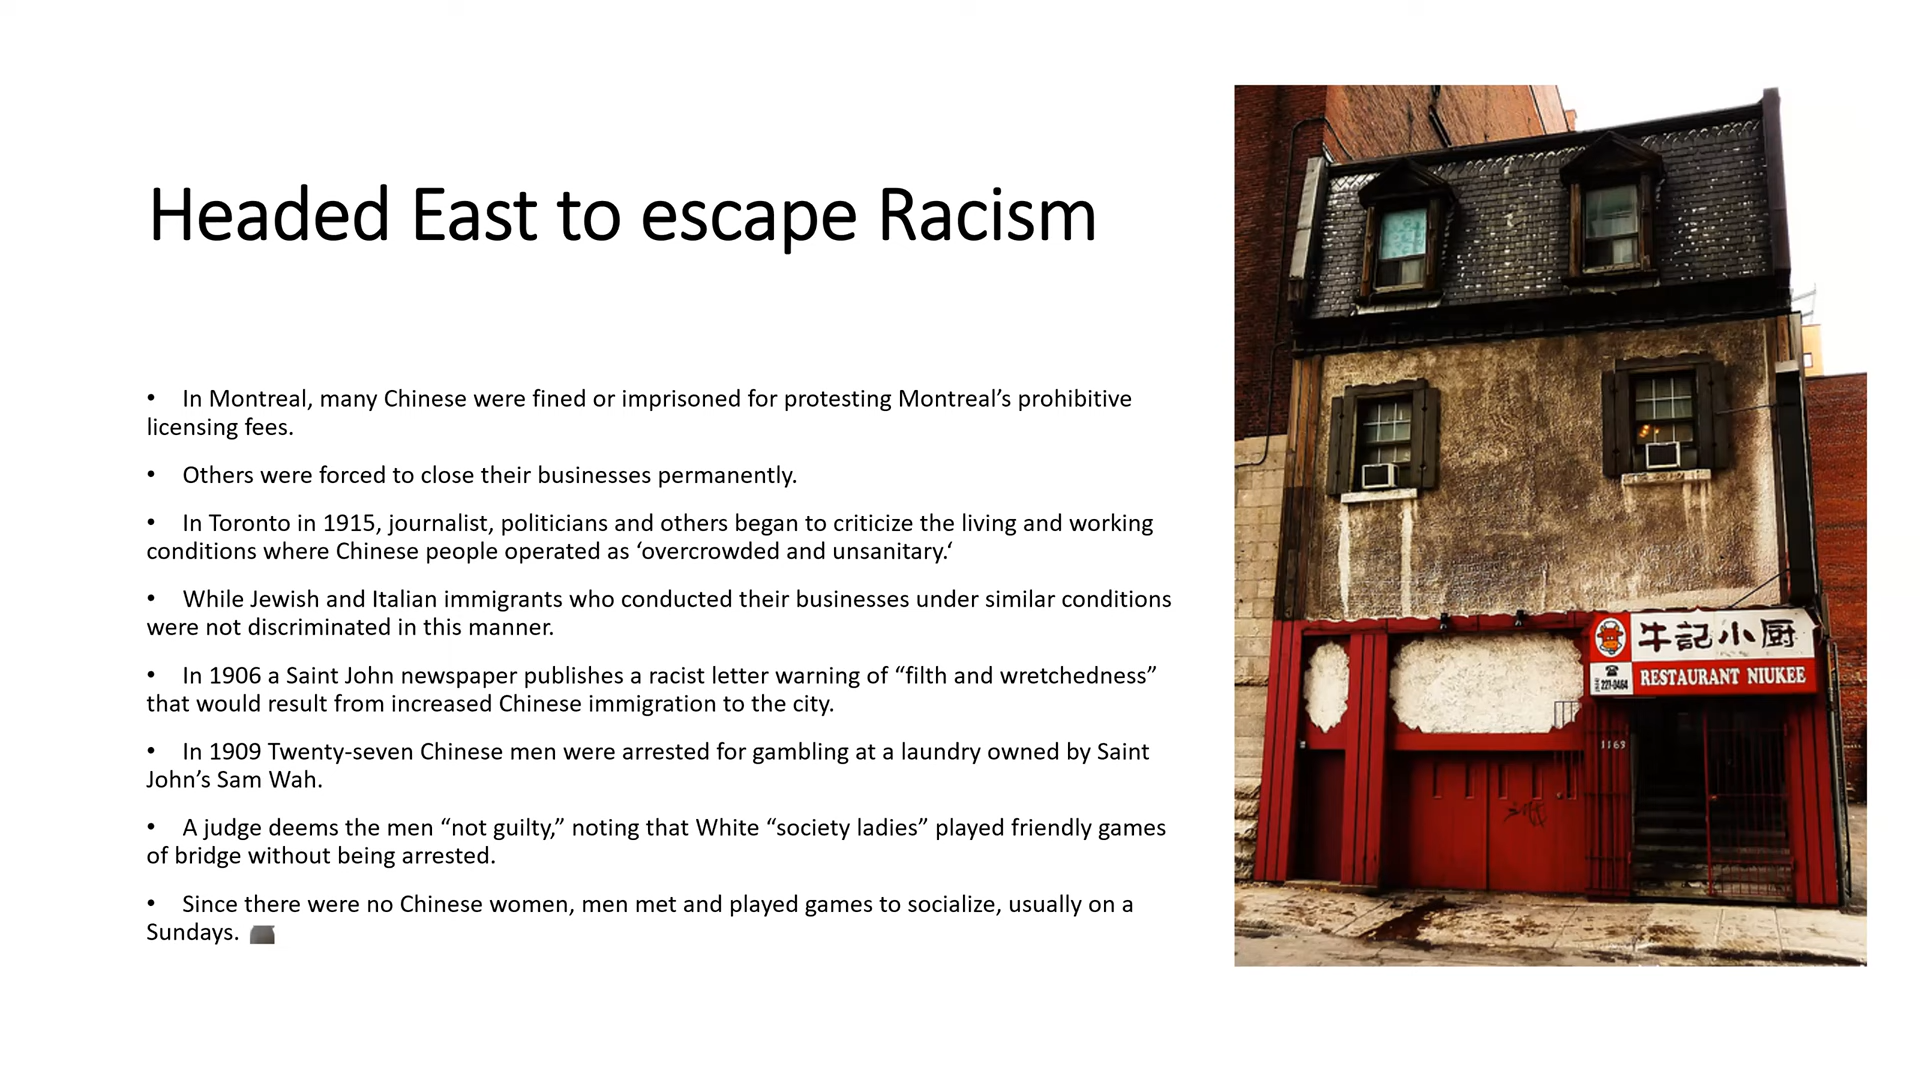 Headed East to escape Racism
• In Montreal, many Chinese were fined or imprisoned for protesting Montreal’s prohibitive
licensing fees.
• Others were forced to close their businesses permanently.
• In Toronto in 1915, journalist, politicians and others began to criticize the living and working
conditions where Chinese people operated as ‘overcrowded and unsanitary.‘
• While Jewish and Italian immigrants who conducted their businesses under similar conditions
were not discriminated in this manner.
• In 1906 a Saint John newspaper publishes a racist letter warning of “filth and wretchedness”
that would result from increased Chinese immigration to the city.
• In 1909 Twenty-seven Chinese men were arrested for gambling at a laundry owned by Saint
John’s Sam Wah.
• A judge deems the men “not guilty,” noting that White “society ladies” played friendly games
of bridge without being arrested.
• Since there were no Chinese women, men met and played games to socialize, usually on a
Sundays.
牛記小厨
RESTAURANT NIUKEE
227-0464
1163